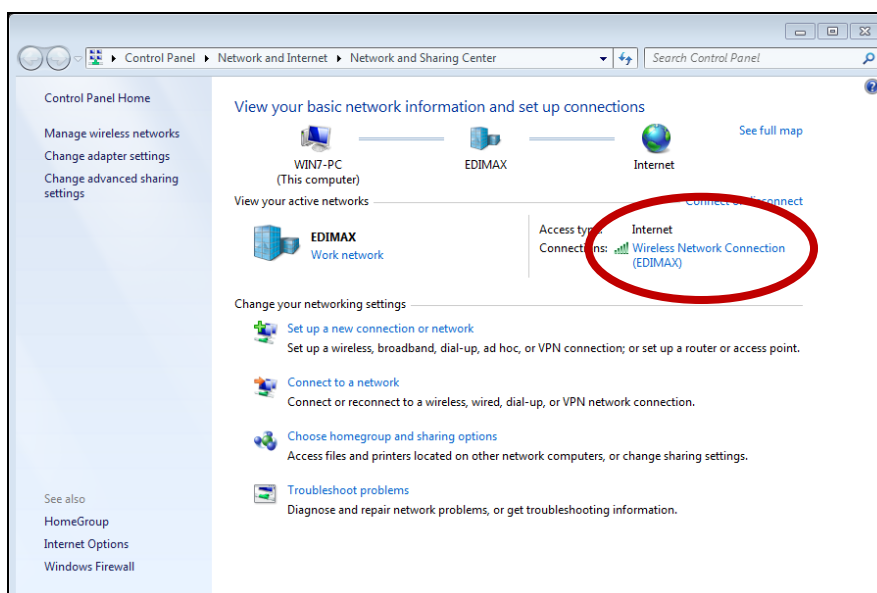 Control Panel ▸ Network and Internet ▸ Network and Sharing Center
Search Control Panel
Control Panel Home
Manage wireless networks
Change adapter settings
Change advanced sharing
settings
See also
HomeGroup
Internet Options
Windows Firewall
View your basic network information and set up connections
See full map
WIN7-PC
(This computer)
EDIMAX
Internet
View your active networks
Connect or disconnect
EDIMAX
Work network
Access type: Internet
Connections: Wireless Network Connection
(EDIMAX)
Change your networking settings
Set up a new connection or network
Set up a wireless, broadband, dial-up, ad hoc, or VPN connection; or set up a router or access point.
Connect to a network
Connect or reconnect to a wireless, wired, dial-up, or VPN network connection.
Choose homegroup and sharing options
Access files and printers located on other network computers, or change sharing settings.
Troubleshoot problems
Diagnose and repair network problems, or get troubleshooting information.